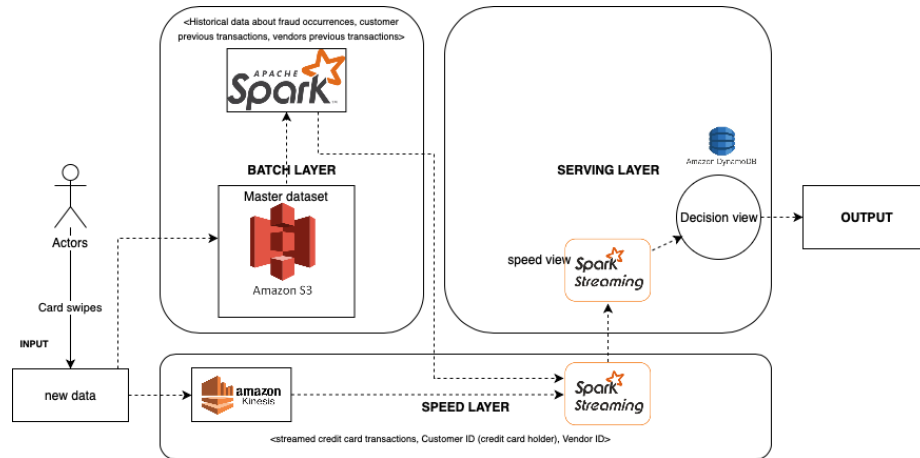 <Historical data about fraud occurrences, customer
previous transactions, vendors previous transactions>
APACHE
Spark
BATCH LAYER
Master dataset
Amazon S3
SERVING LAYER
Amazon DynamoDB
Decision view
OUTPUT
speed view
Spark
Streaming
Actors
Card swipes
INPUT
new data
amazon
Kinesis
SPEED LAYER
Spark
Streaming
<streamed credit card transactions, Customer ID (credit card holder), Vendor ID>